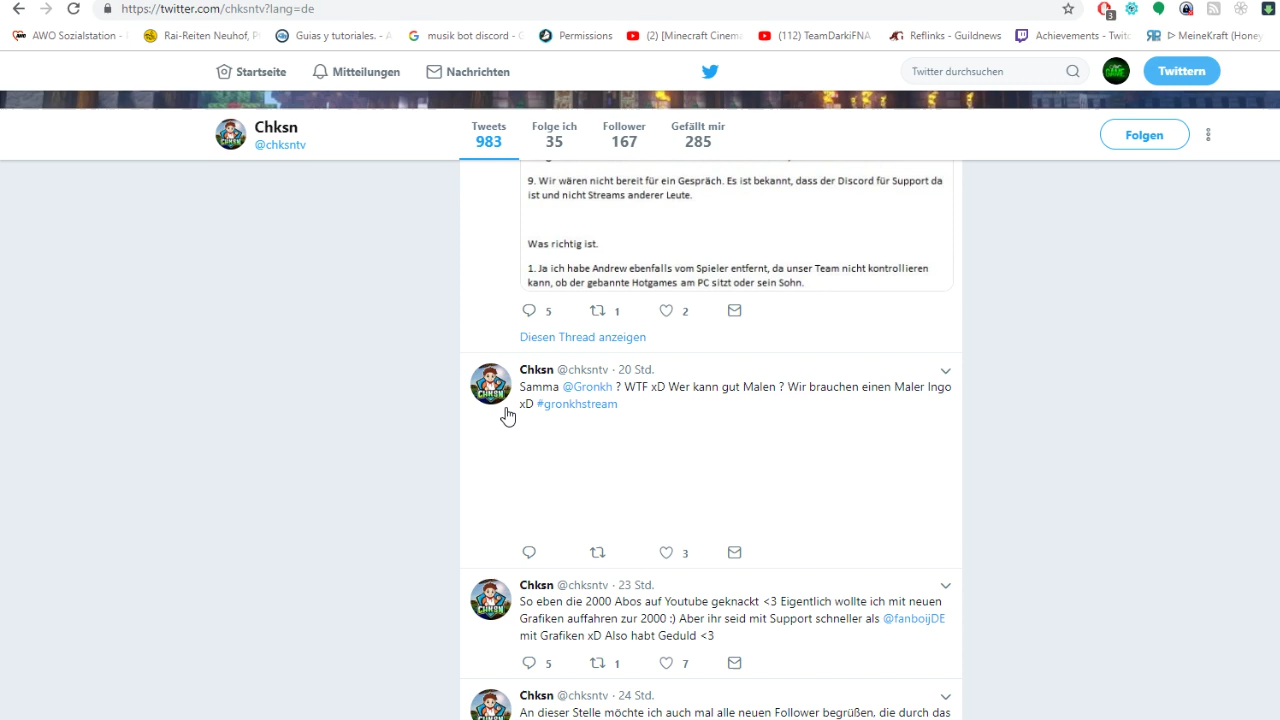 https://twitter.com/chksntv?lang=de
3
AWO Sozialstation -
Rai-Reiten Neuhof, P
Guias y tutoriales. - A
musik bot discord - G
Permissions
(2) [Minecraft Cinema
(112) TeamDarkiFNA
Reflinks - Guildnews
Achievements - Twitc
▷ MeineKraft (Honey
Startseite
Mitteilungen
Nachrichten
Twitter durchsuchen
Twittern
Chksn
@chksntv
Tweets
983
Folge ich
35
Follower
167
Gefällt mir
285
Folgen
9. Wir wären nicht bereit für ein Gespräch. Es ist bekannt, dass der Discord für Support da
ist und nicht Streams anderer Leute.
Was richtig ist.
1. Ja ich habe Andrew ebenfalls vom Spieler entfernt, da unser Team nicht kontrollieren
kann, ob der gebannte Hotgames am PC sitzt oder sein Sohn.
5 1 2
Diesen Thread anzeigen
Chksn @chksntv · 20 Std.
Samma @Gronkh ? WTF xD Wer kann gut Malen ? Wir brauchen einen Maler Ingo
xD #gronkhstream
3
Chksn @chksntv · 23 Std.
So eben die 2000 Abos auf Youtube geknackt <3 Eigentlich wollte ich mit neuen
Grafiken auffahren zur 2000 :) Aber ihr seid mit Support schneller als @fanboijDE
mit Grafiken xD Also habt Geduld <3
5 1 7
Chksn @chksntv · 24 Std.
An dieser Stelle möchte ich auch mal alle neuen Follower begrüßen, die durch das